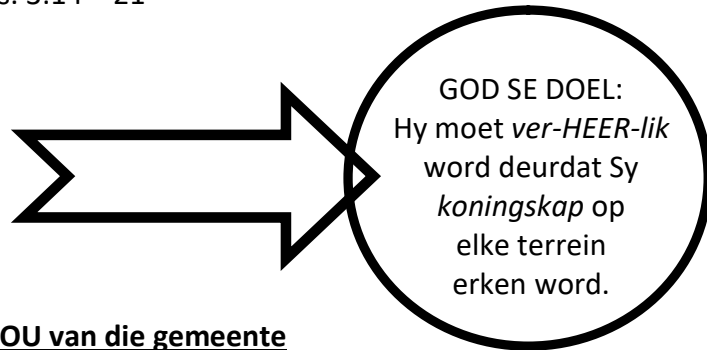 3:14 – 21
GOD SE DOEL:
Hy moet ver-HEER-lik
word deurdat Sy
koningskap op
elke terrein
erken word.
OU van die gemeente